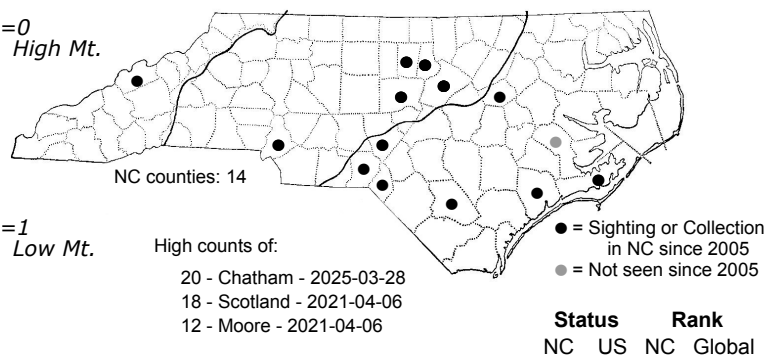 =0
High Mt.
NC counties: 14
=1
Low Mt.
High counts of:
20 - Chatham - 2025-03-28
18 - Scotland - 2021-04-06
12 - Moore - 2021-04-06
● = Sighting or Collection
in NC since 2005
● = Not seen since 2005
Status Rank
NC US NC Global